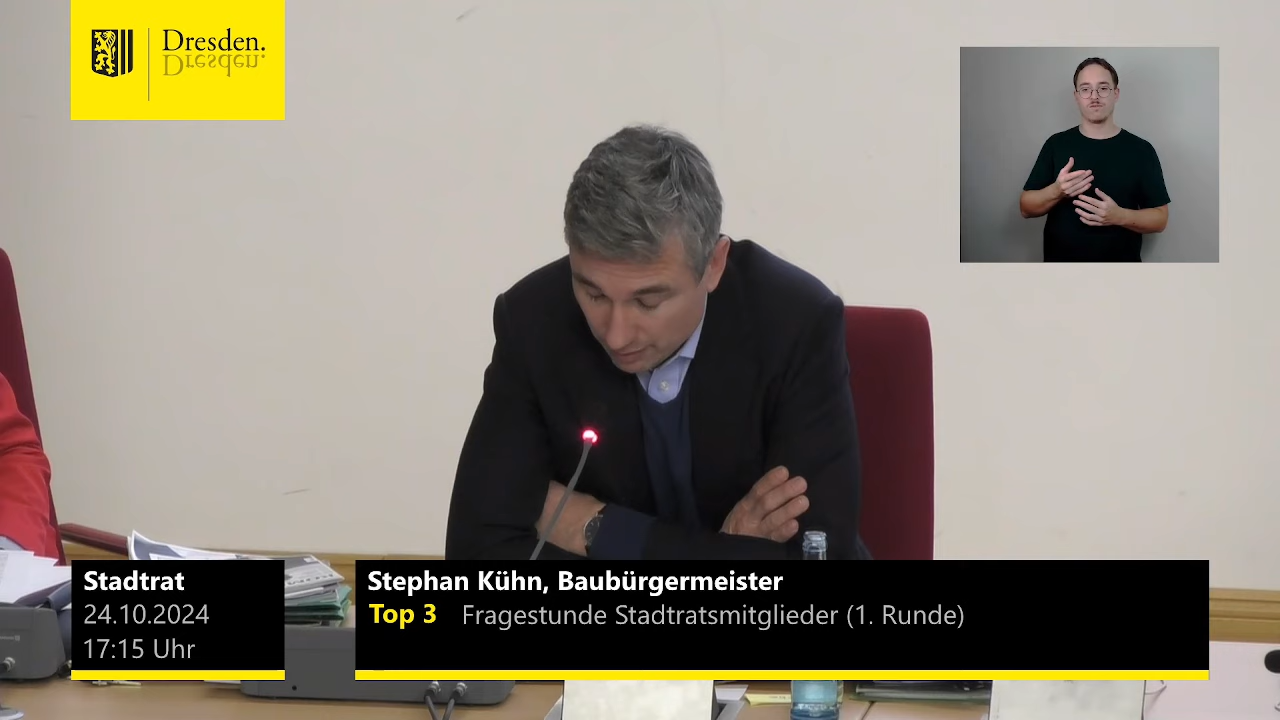 Dresden.
Dresden.
Stadtrat
24.10.2024
17:15 Uhr
Stephan Kühn, Baubürgermeister
Top 3 Fragestunde Stadtratsmitglieder (1. Runde)